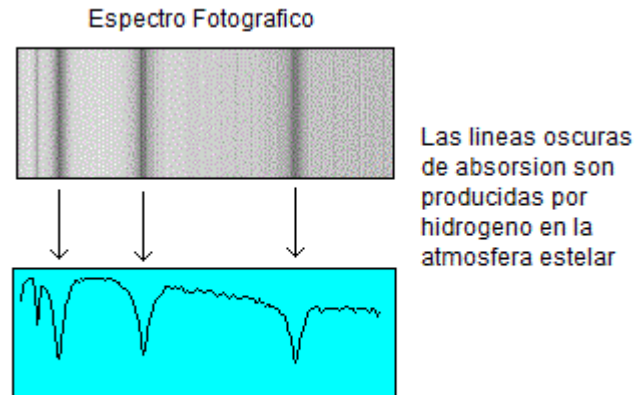 Espectro Fotografico
Las lineas oscuras
de absorsion son
producidas por
hidrogeno en la
atmosfera estelar